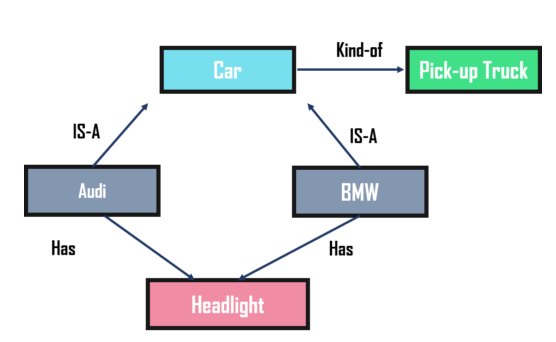 Kind-of
Car
Pick-up Truck
IS-A
IS-A
Audi
BMW
Has
Has
Headlight